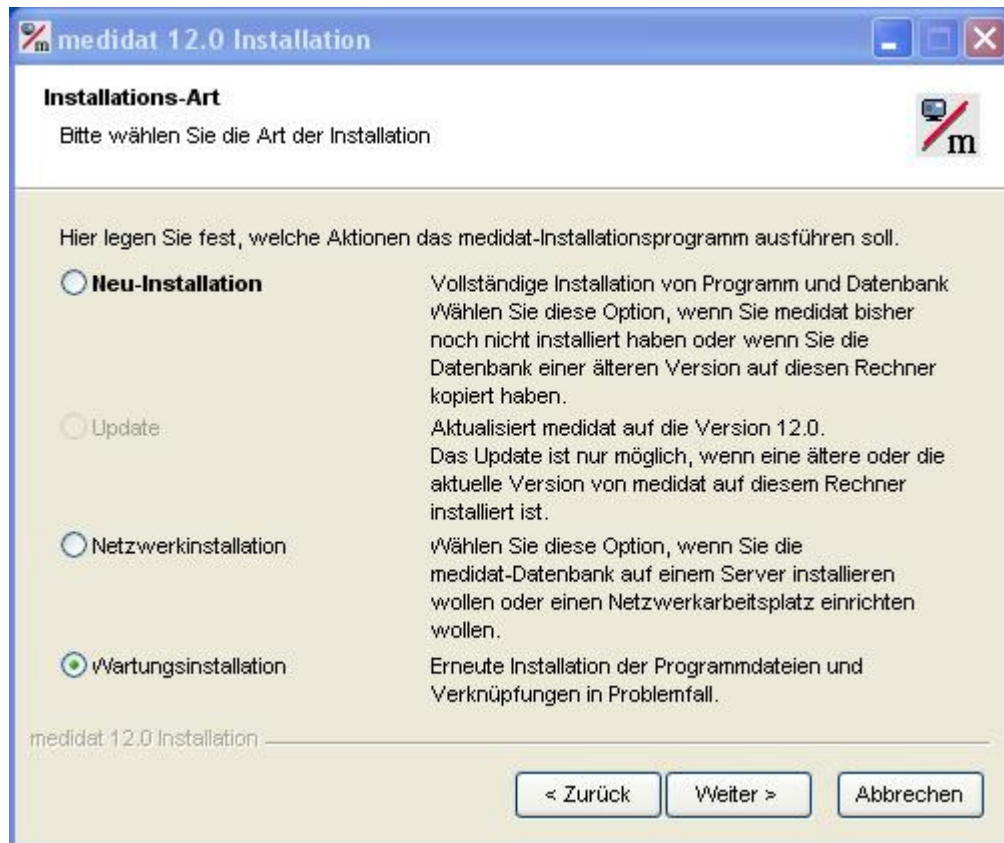 medidat 12.0 Installation
Installations-Art
Bitte wählen Sie die Art der Installation
m
Hier legen Sie fest, welche Aktionen das medidat-Installationsprogramm ausführen soll.
Neu-Installation
Vollständige Installation von Programm und Datenbank
Wählen Sie diese Option, wenn Sie medidat bisher
noch nicht installiert haben oder wenn Sie die
Datenbank einer älteren Version auf diesen Rechner
kopiert haben.
Update
Aktualisiert medidat auf die Version 12.0.
Das Update ist nur möglich, wenn eine ältere oder die
aktuelle Version von medidat auf diesem Rechner
installiert ist.
Netzwerkinstallation
Wählen Sie diese Option, wenn Sie die
medidat-Datenbank auf einem Server installieren
wollen oder einen Netzwerkarbeitsplatz einrichten
wollen.
Wartungsinstallation
Erneute Installation der Programmdateien und
Verknüpfungen in Problemfall.
medidat 12.0 Installation
< Zurück
Weiter >
Abbrechen